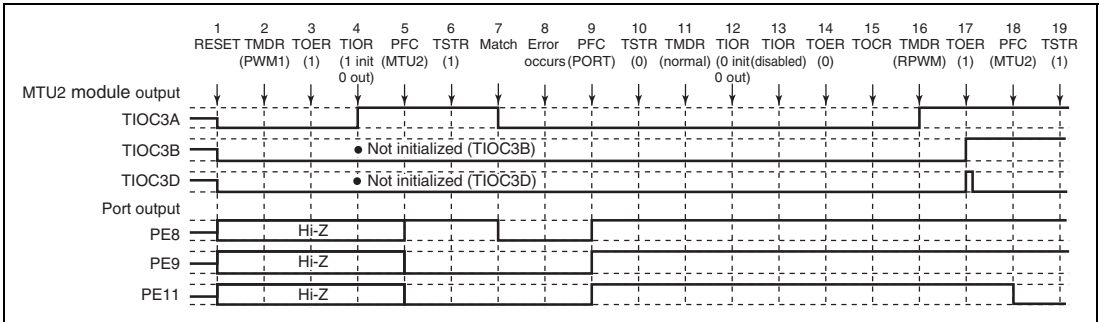 1 2 3 4 5 6 7 8 9 10 11 12 13 14 15 16 17 18 19
RESET TMDR TOER TIOR PFC TSTR Match Error PFC TSTR TMDR TIOR TIOR TOER TOCR TMDR TOER PFC TSTR
(PWM1) (1) (1 init (MTU2) (1) occurs (PORT) (0) (normal) (0 init (disabled) (0) (RPWM) (1) (MTU2) (1)
0 out) 0 out)
MTU2 module output
TIOC3A
TIOC3B • Not initialized (TIOC3B)
TIOC3D • Not initialized (TIOC3D)
Port output
PE8 Hi-Z
PE9 Hi-Z
PE11 Hi-Z